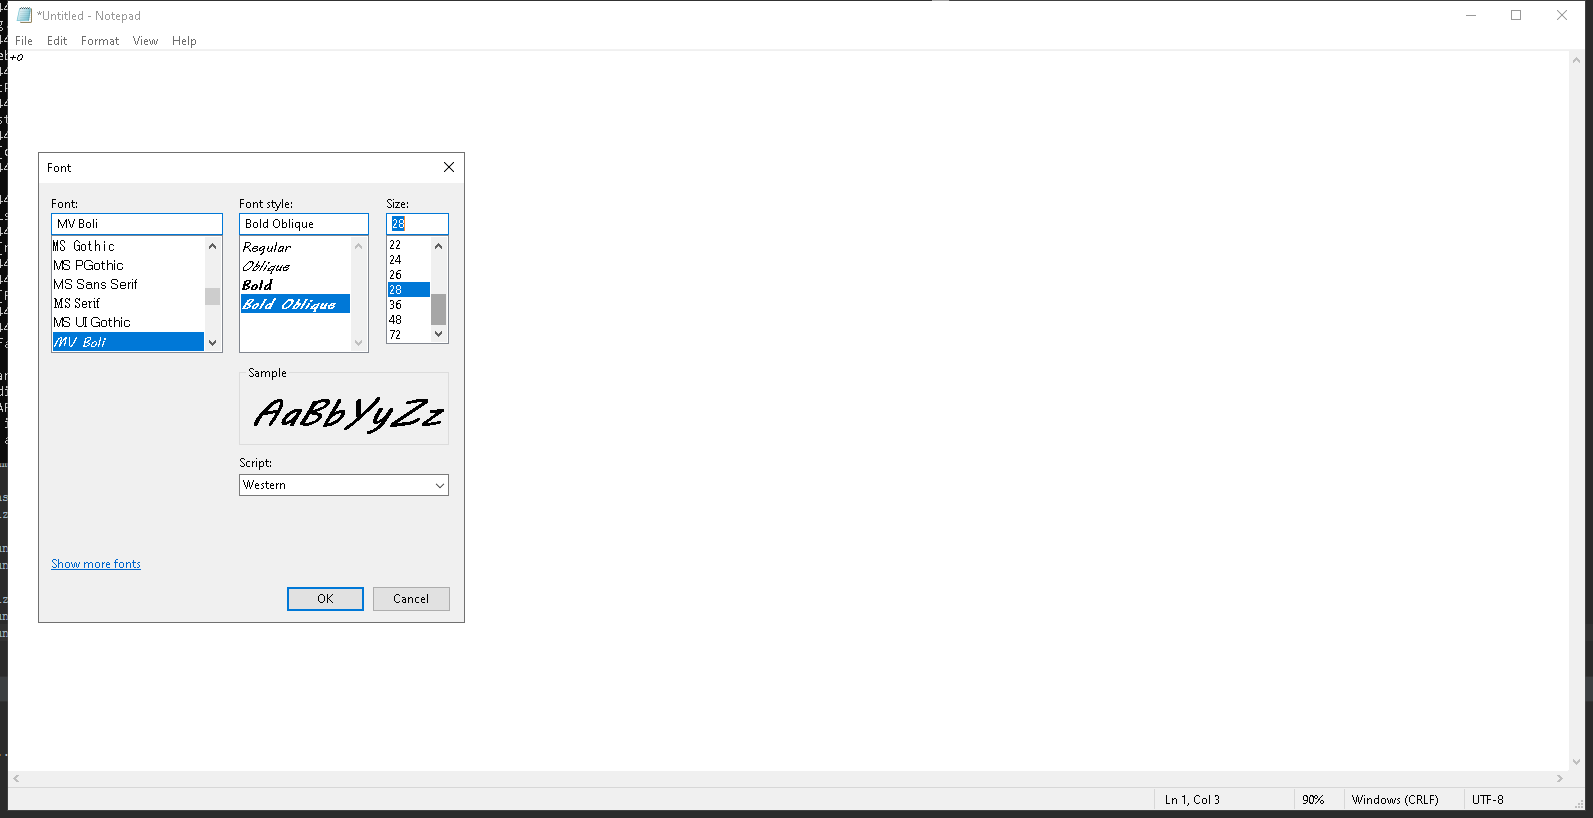 *Untitled - Notepad
File Edit Format View Help
+o
Font
Font: Font style: Size:
MV Boli Bold Oblique 28
MS Gothic
MS PGothic
MS Sans Serif
MS Serif
MS UI Gothic
MV Boli
Regular
Oblique
Bold
Bold Oblique
22
24
26
28
36
48
72
Sample
AaBbYyZz
Script:
Western
Show more fonts
OK Cancel
Ln 1, Col 3 90% Windows (CRLF) UTF-8